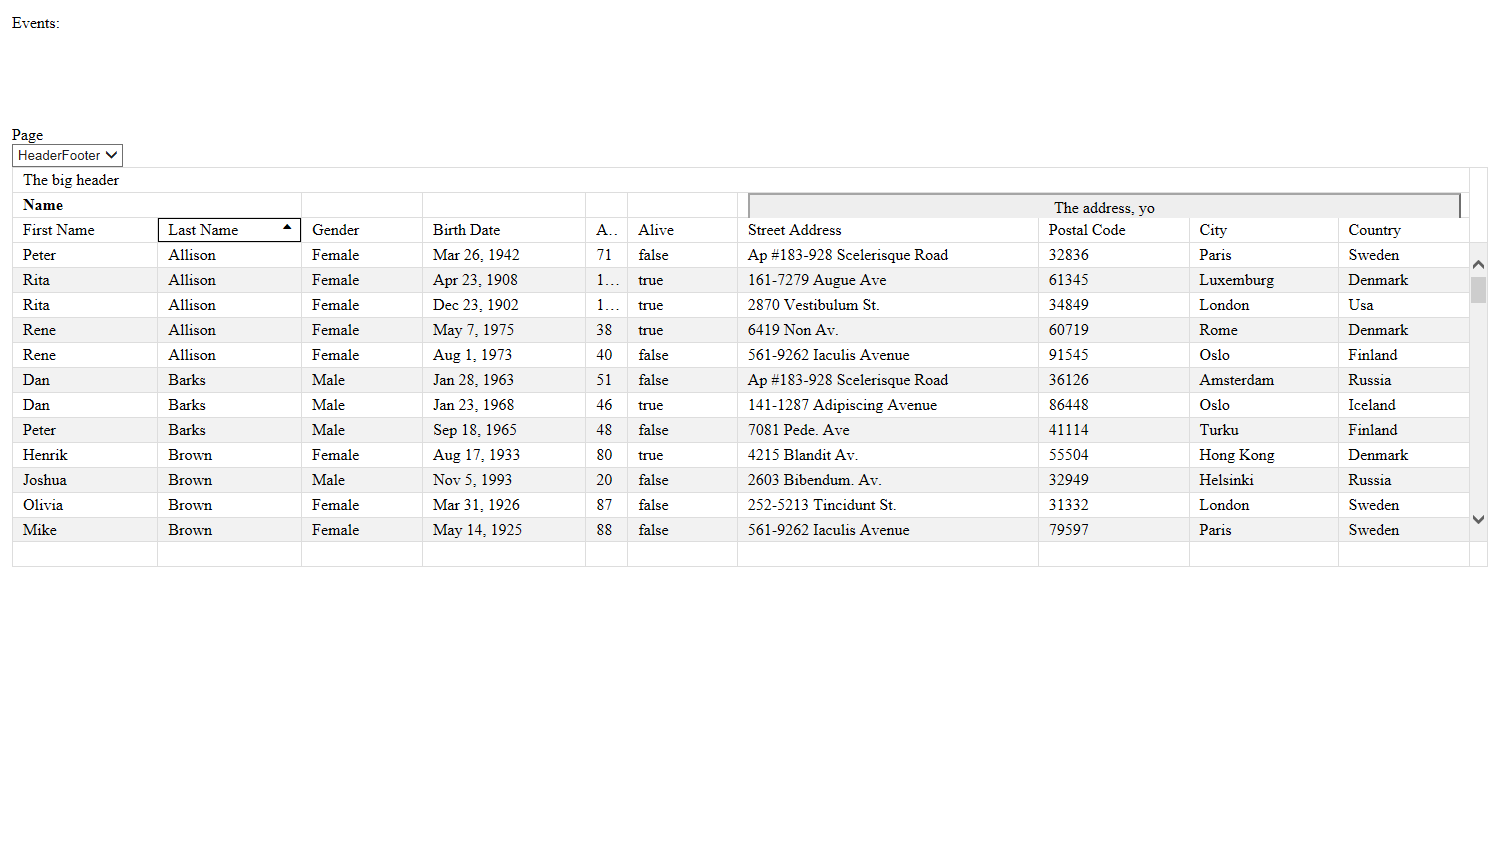 Events:
Page
HeaderFooter
The big header
Name The address, yo
First Name Last Name Gender Birth Date A… Alive Street Address Postal Code City Country
Peter Allison Female Mar 26, 1942 71 false Ap #183-928 Scelerisque Road 32836 Paris Sweden
Rita Allison Female Apr 23, 1908 1… true 161-7279 Augue Ave 61345 Luxemburg Denmark
Rita Allison Female Dec 23, 1902 1… true 2870 Vestibulum St. 34849 London Usa
Rene Allison Female May 7, 1975 38 true 6419 Non Av. 60719 Rome Denmark
Rene Allison Female Aug 1, 1973 40 false 561-9262 Iaculis Avenue 91545 Oslo Finland
Dan Barks Male Jan 28, 1963 51 false Ap #183-928 Scelerisque Road 36126 Amsterdam Russia
Dan Barks Male Jan 23, 1968 46 true 141-1287 Adipiscing Avenue 86448 Oslo Iceland
Peter Barks Male Sep 18, 1965 48 false 7081 Pede. Ave 41114 Turku Finland
Henrik Brown Female Aug 17, 1933 80 true 4215 Blandit Av. 55504 Hong Kong Denmark
Joshua Brown Male Nov 5, 1993 20 false 2603 Bibendum. Av. 32949 Helsinki Russia
Olivia Brown Female Mar 31, 1926 87 false 252-5213 Tincidunt St. 31332 London Sweden
Mike Brown Female May 14, 1925 88 false 561-9262 Iaculis Avenue 79597 Paris Sweden